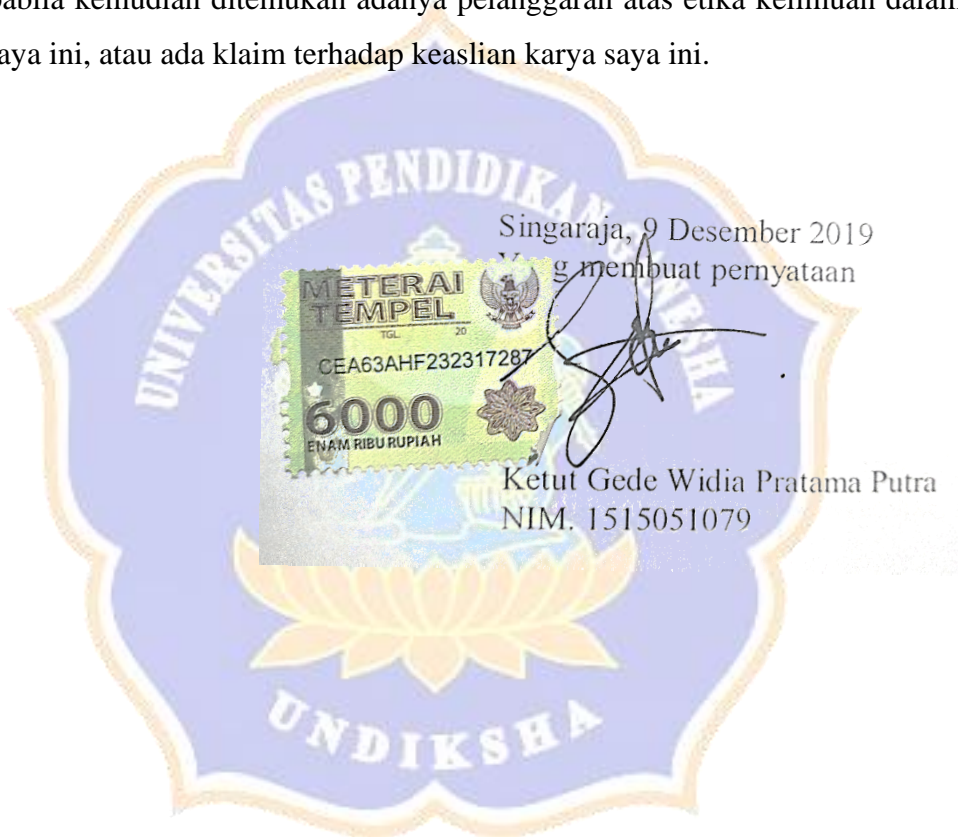 pabila kemudian ditemukan adanya pelanggaran atas etika keilmuan dalam
aya ini, atau ada klaim terhadap keaslian karya saya ini.
UNIVERSITAS PENDIDIKAN GANESHA
Singaraja, 9 Desember 2019
Yang membuat pernyataan
METERAI
TEMPEL
TGL 20
CEA63AHF232317287
6000
ENAM RIBU RUPIAH
Ketut Gede Widia Pratama Putra
NIM. 1515051079
UNDIKSHA